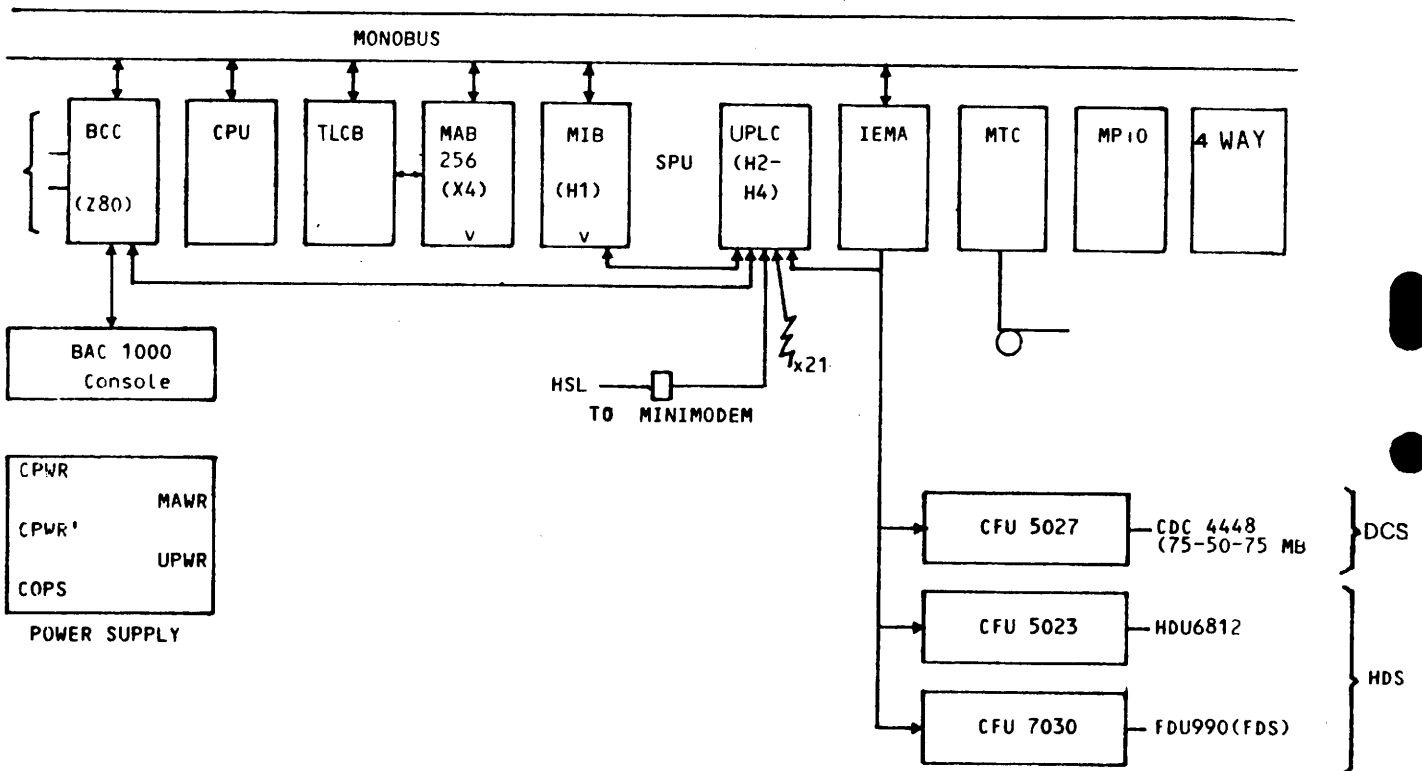 MONOBUS
BCC
(Z80)
CPU
TLCB
MAB
256
(X4)
V
MIB
(H1)
V
SPU
UPLC
(H2-
H4)
IEMA
MTC
MPIO
4 WAY
BAC 1000
Console
x21
HSL
TO MINIMODEM
CPWR
MAWR
CPWR'
UPWR
COPS
POWER SUPPLY
CFU 5027
CDC 4448
(75-50-75 MB
DCS
CFU 5023
HDU6812
HDS
CFU 7030
FDU990(FDS)